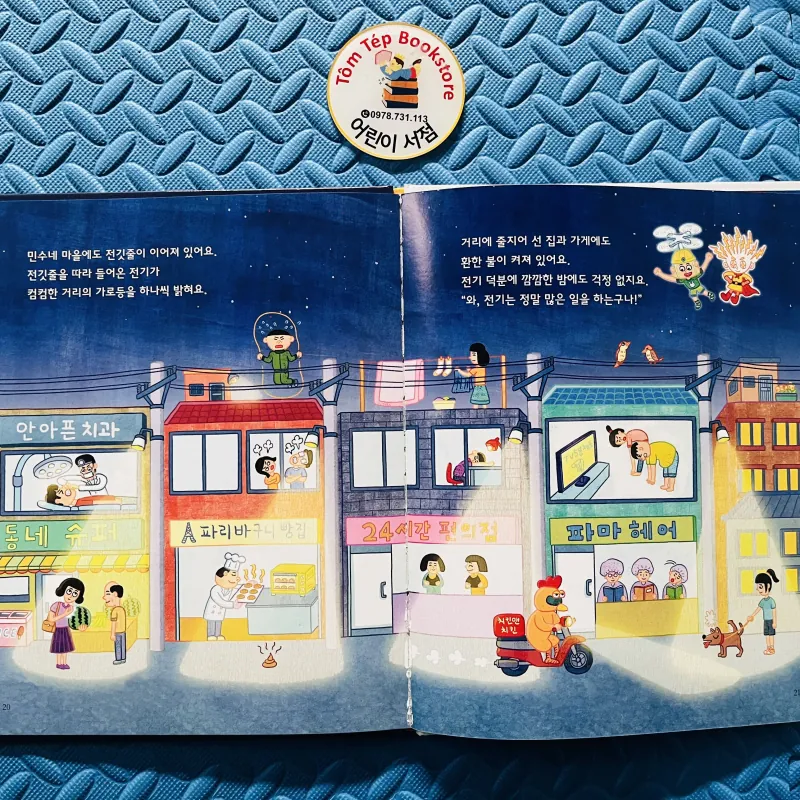 Tôm Tép Bookstore
0978.731.113
어린이 서점
민수네 마을에도 전깃줄이 이어져 있어요.
전깃줄을 따라 들어온 전기가
컴컴한 거리의 가로등을 하나씩 밝혀요.
거리에 줄지어 선 집과 가게에도
환한 불이 켜져 있어요.
전기 덕분에 깜깜한 밤에도 걱정 없지요.
"와, 전기는 정말 많은 일을 하는구나!"
안아픈 치과
동네 슈퍼
파리바구니 빵집
24시간 편의점
파마 헤어
치킨맨
치킨
20